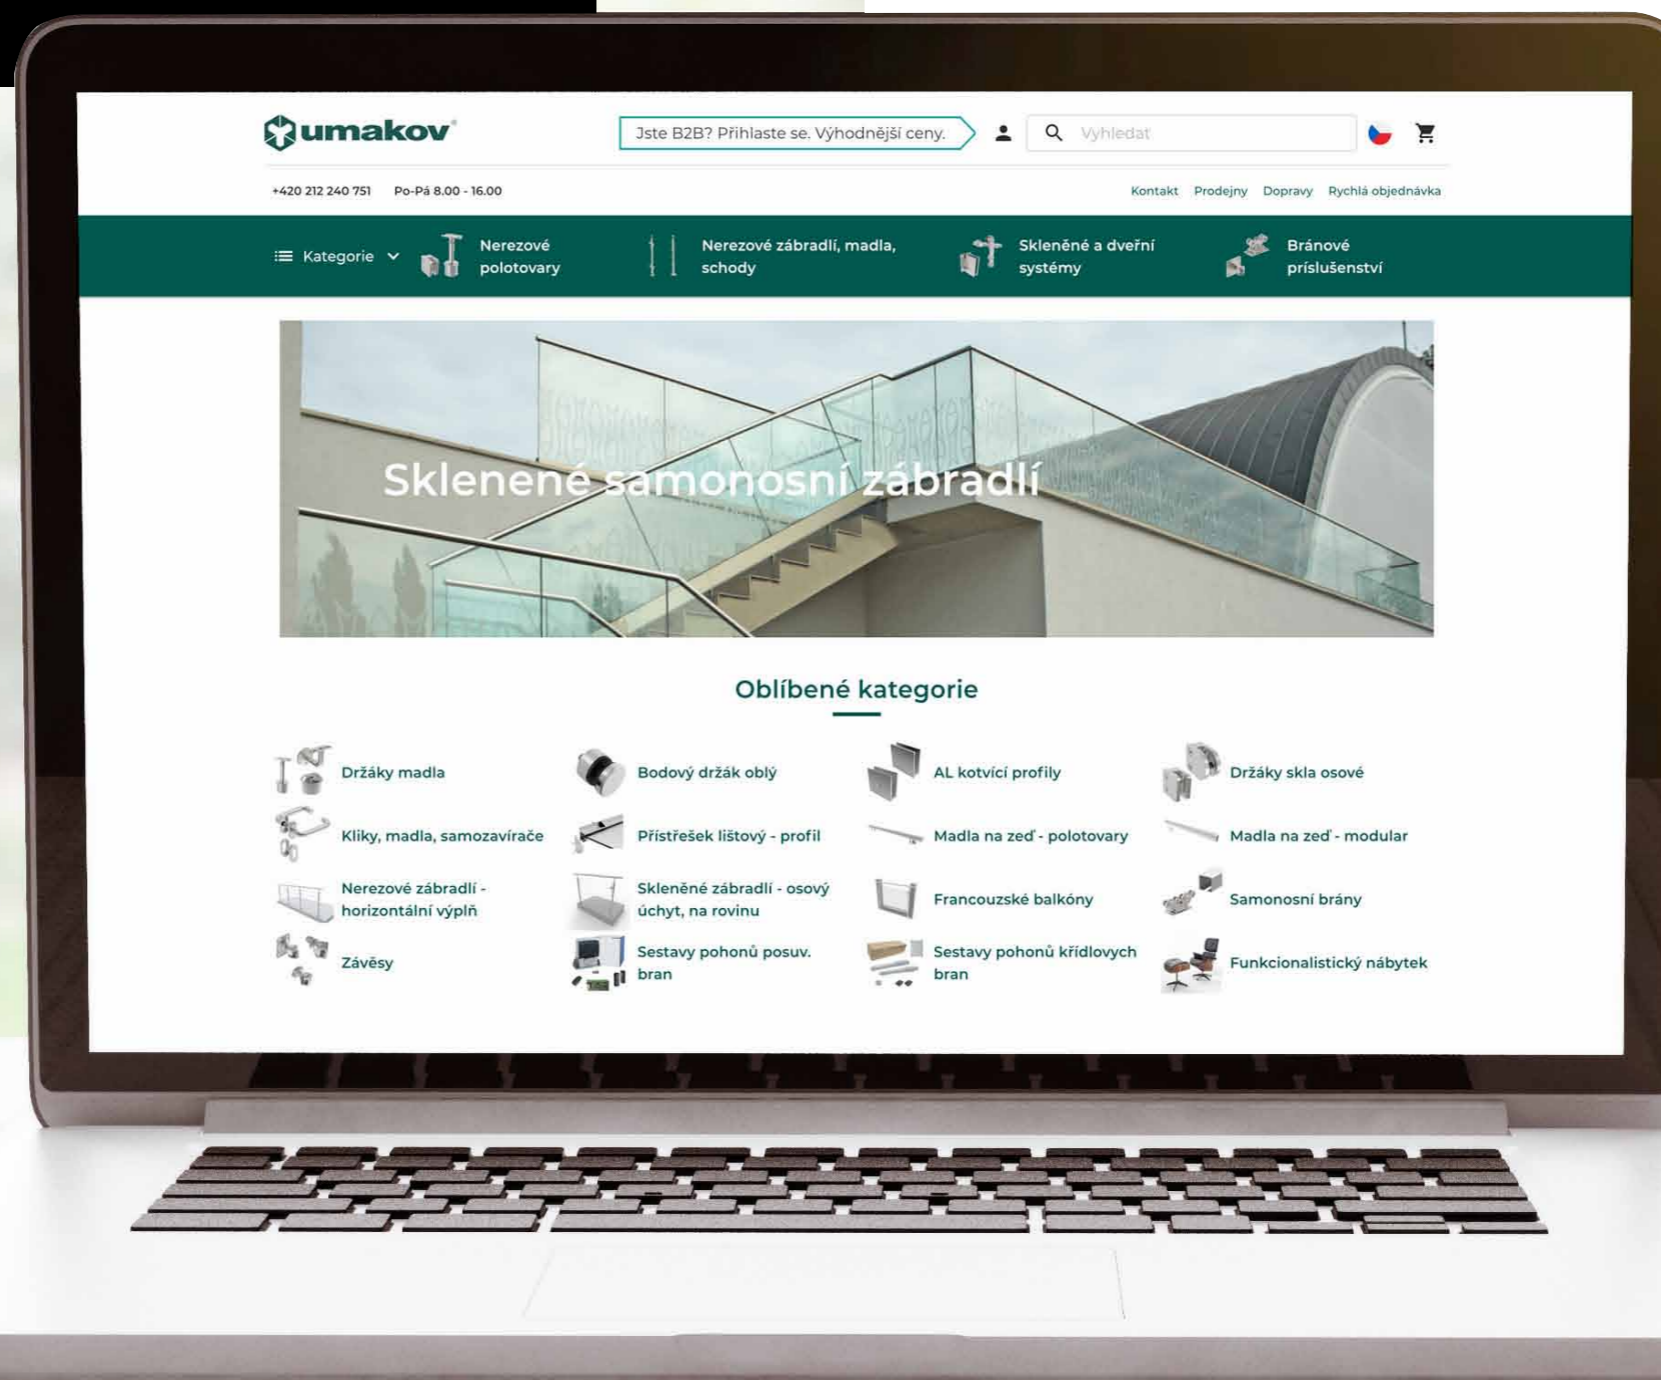 umakov®
Jste B2B? Přihlaste se. Výhodnější ceny.
Vyhledat
+420 212 240 751 Po-Pá 8.00 - 16.00
Kontakt Prodejny Dopravy Rychlá objednávka
Kategorie
Nerezové
polotovary
Nerezové zábradlí, madla,
schody
Skleněné a dveřní
systémy
Bránové
príslušenství
Sklenené samonosní zábradlí
Oblíbené kategorie
Držáky madla
Bodový držák oblý
AL kotvící profily
Držáky skla osové
Kliky, madla, samozavírače
Přístřešek lištový - profil
Madla na zeď - polotovary
Madla na zeď - modular
Nerezové zábradlí -
horizontální výplň
Skleněné zábradlí - osový
úchyt, na rovinu
Francouzské balkóny
Samonosní brány
Závěsy
Sestavy pohonů posuv.
bran
Sestavy pohonů křídlovych
bran
Funkcionalistický nábytek